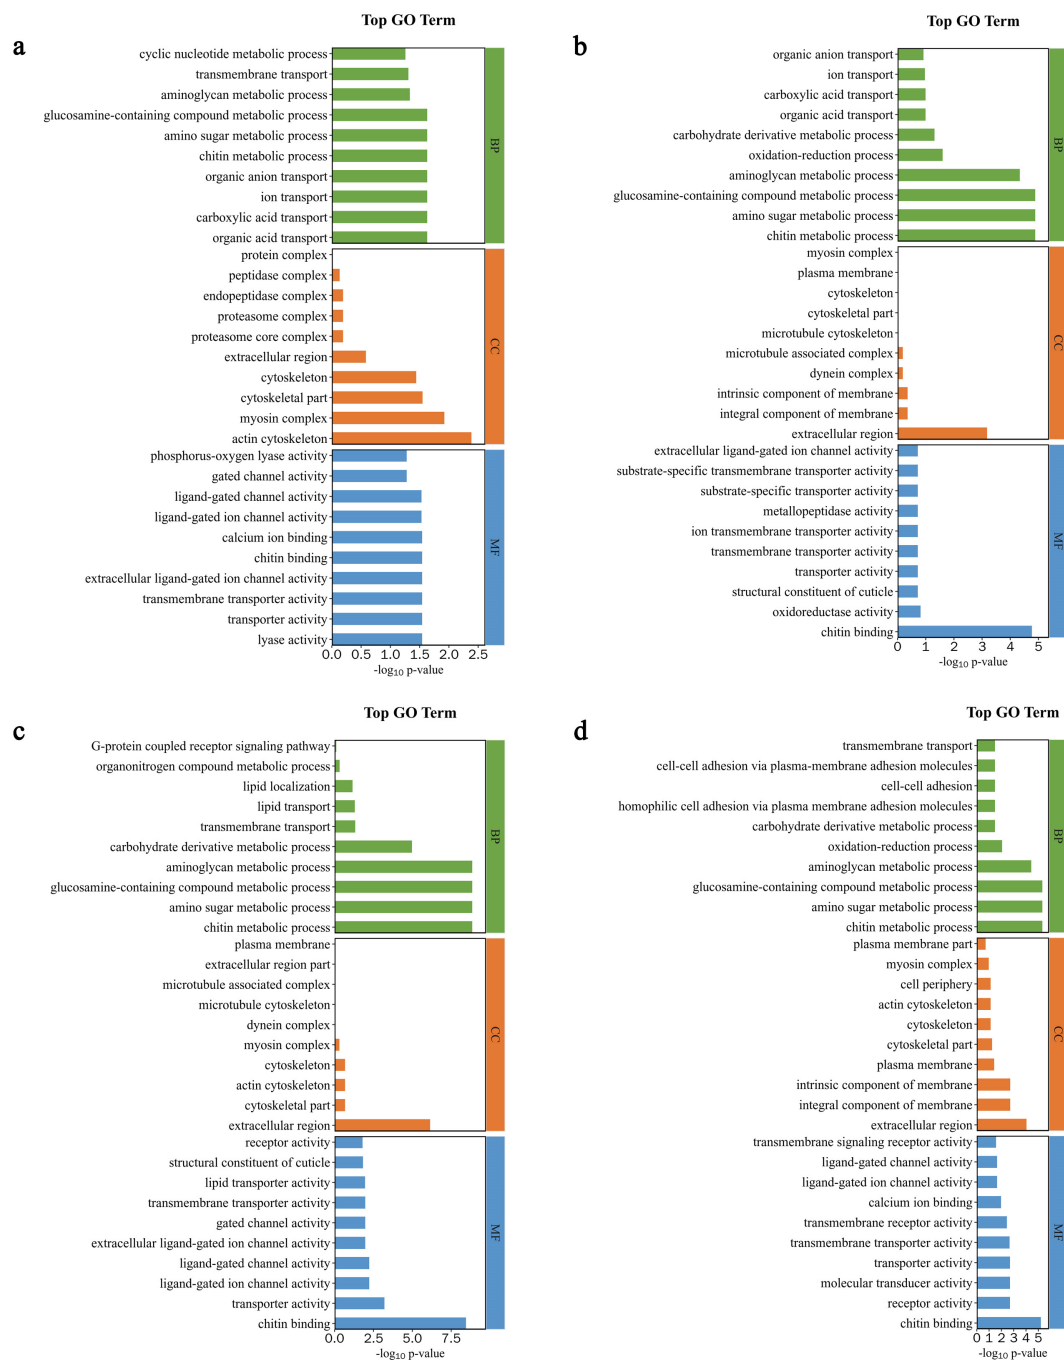 a
Top GO Term
cyclic nucleotide metabolic process
transmembrane transport
aminoglycan metabolic process
glucosamine-containing compound metabolic process
amino sugar metabolic process
chitin metabolic process
organic anion transport
ion transport
carboxylic acid transport
organic acid transport
BP
protein complex
peptidase complex
endopeptidase complex
proteasome complex
proteasome core complex
extracellular region
cytoskeleton
cytoskeletal part
myosin complex
actin cytoskeleton
CC
phosphorus-oxygen lyase activity
gated channel activity
ligand-gated channel activity
ligand-gated ion channel activity
calcium ion binding
chitin binding
extracellular ligand-gated ion channel activity
transmembrane transporter activity
transporter activity
lyase activity
MF
0.0 0.5 1.0 1.5 2.0 2.5
-log10 p-value
b
Top GO Term
organic anion transport
ion transport
carboxylic acid transport
organic acid transport
carbohydrate derivative metabolic process
oxidation-reduction process
aminoglycan metabolic process
glucosamine-containing compound metabolic process
amino sugar metabolic process
chitin metabolic process
BP
myosin complex
plasma membrane
cytoskeleton
cytoskeletal part
microtubule cytoskeleton
microtubule associated complex
dynein complex
intrinsic component of membrane
integral component of membrane
extracellular region
CC
extracellular ligand-gated ion channel activity
substrate-specific transmembrane transporter activity
substrate-specific transporter activity
metallopeptidase activity
ion transmembrane transporter activity
transmembrane transporter activity
transporter activity
structural constituent of cuticle
oxidoreductase activity
chitin binding
MF
0 1 2 3 4 5
-log10 p-value
c
Top GO Term
G-protein coupled receptor signaling pathway
organonitrogen compound metabolic process
lipid localization
lipid transport
transmembrane transport
carbohydrate derivative metabolic process
aminoglycan metabolic process
glucosamine-containing compound metabolic process
amino sugar metabolic process
chitin metabolic process
BP
plasma membrane
extracellular region part
microtubule associated complex
microtubule cytoskeleton
dynein complex
myosin complex
cytoskeleton
actin cytoskeleton
cytoskeletal part
extracellular region
CC
receptor activity
structural constituent of cuticle
lipid transporter activity
transmembrane transporter activity
gated channel activity
extracellular ligand-gated ion channel activity
ligand-gated channel activity
ligand-gated ion channel activity
transporter activity
chitin binding
MF
0.0 2.5 5.0 7.5
-log10 p-value
d
Top GO Term
transmembrane transport
cell-cell adhesion via plasma-membrane adhesion molecules
cell-cell adhesion
homophilic cell adhesion via plasma membrane adhesion molecules
carbohydrate derivative metabolic process
oxidation-reduction process
aminoglycan metabolic process
glucosamine-containing compound metabolic process
amino sugar metabolic process
chitin metabolic process
BP
plasma membrane part
myosin complex
cell periphery
actin cytoskeleton
cytoskeleton
cytoskeletal part
plasma membrane
intrinsic component of membrane
integral component of membrane
extracellular region
CC
transmembrane signaling receptor activity
ligand-gated channel activity
ligand-gated ion channel activity
calcium ion binding
transmembrane receptor activity
transmembrane transporter activity
transporter activity
molecular transducer activity
receptor activity
chitin binding
MF
0 1 2 3 4 5
-log10 p-value